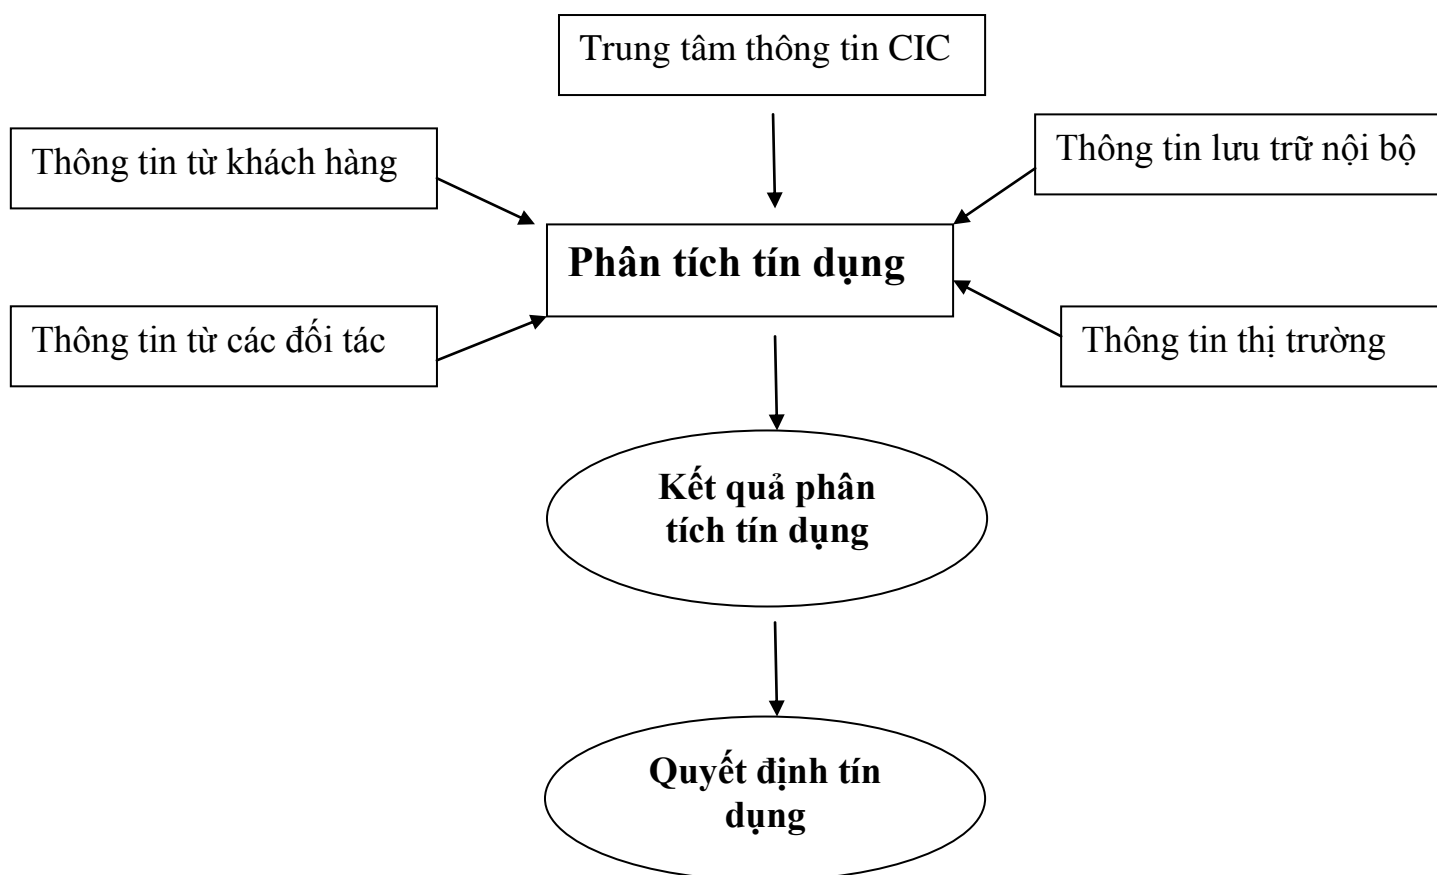 Trung tâm thông tin CIC
Thông tin từ khách hàng
Thông tin lưu trữ nội bộ
Phân tích tín dụng
Thông tin từ các đối tác
Thông tin thị trường
Kết quả phân
tích tín dụng
Quyết định tín
dụng